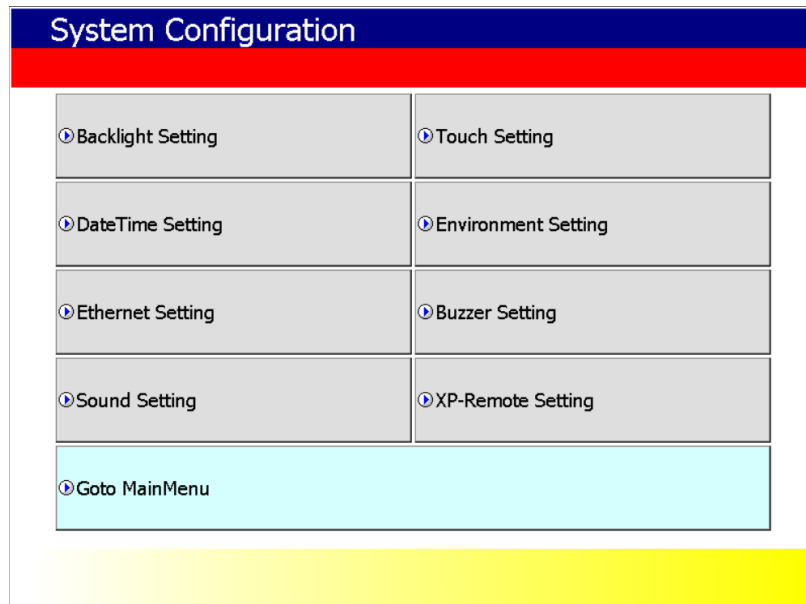 System Configuration
Backlight Setting
Touch Setting
DateTime Setting
Environment Setting
Ethernet Setting
Buzzer Setting
Sound Setting
XP-Remote Setting
Goto MainMenu